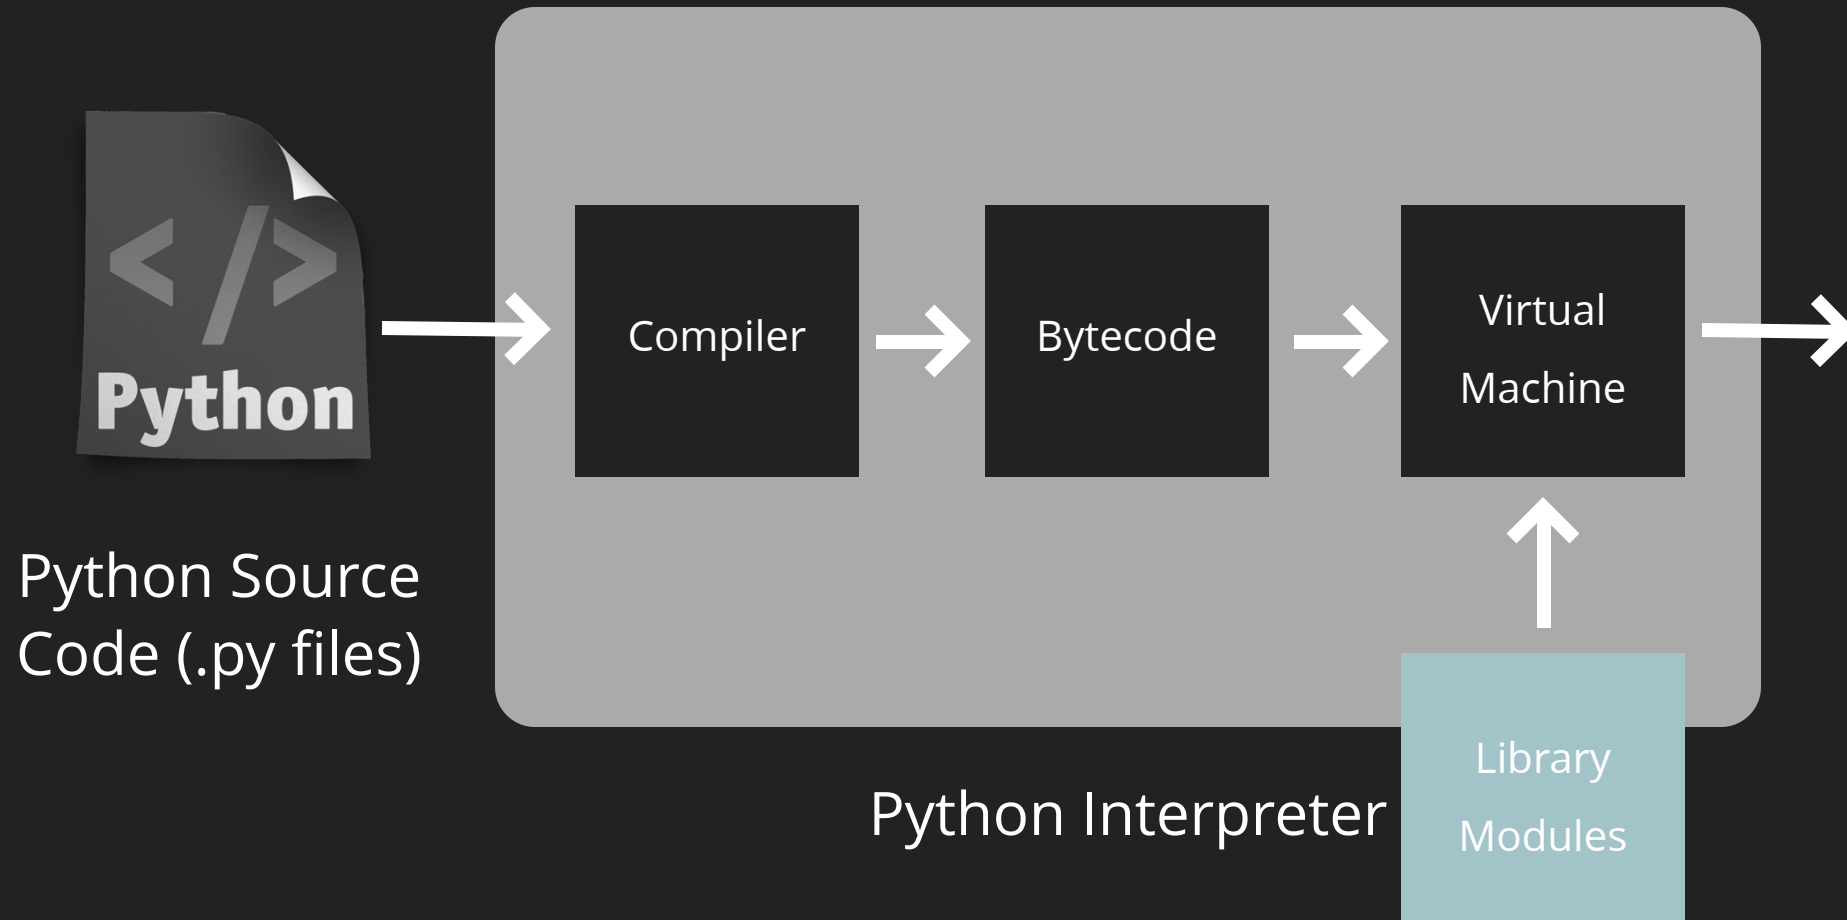 </>
Python
Python Source
Code (.py files)
Compiler
Bytecode
Virtual
Machine
Library
Modules
Python Interpreter